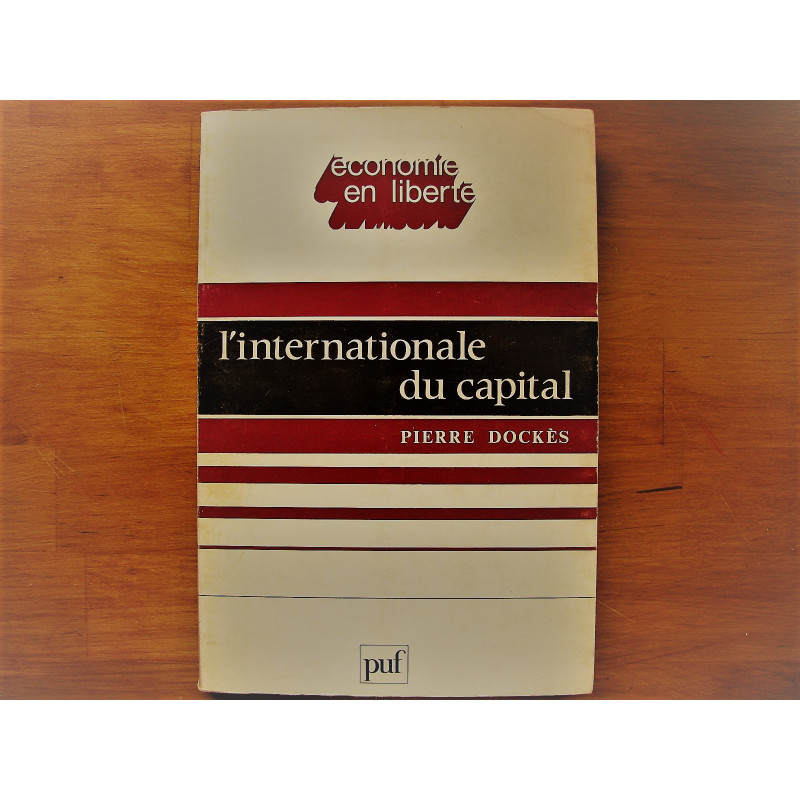 économie
en liberté
l'internationale
du capital
PIERRE DOCKÈS
puf